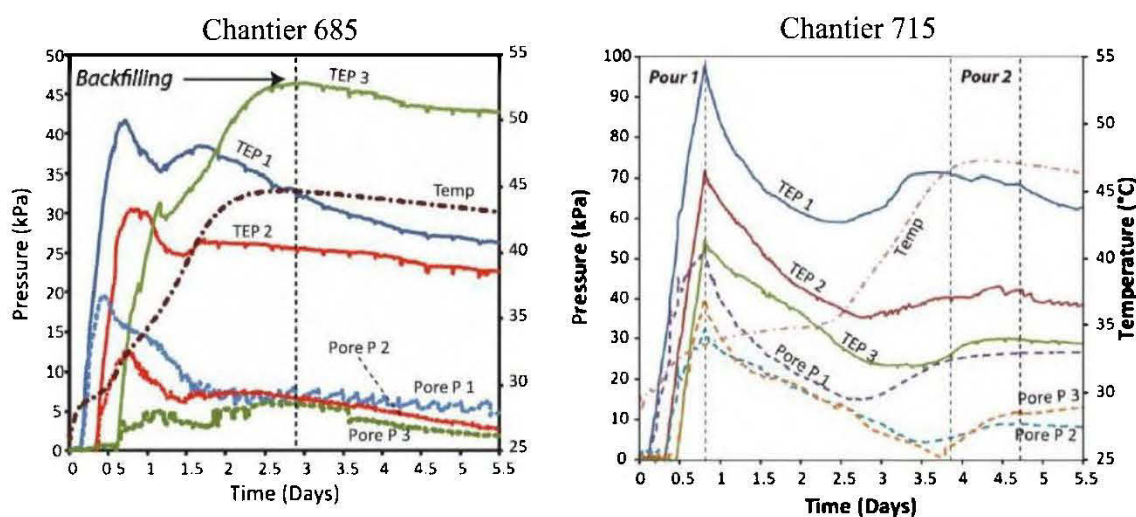 Chantier 685
Chantier 715
50
45
40
35
30
25
20
15
10
5
0
Pressure (kPa)
Backfilling
TEP 3
TEP 1
TEP 2
Temp
Pore P 2
Pore P 1
Pore P 3
55
50
45
40
35
30
25
0 0 5 1 1.5 2 2.5 3 3.5 4 4.5 5 5.5
Time (Days)
100
90
80
70
60
50
40
30
20
10
0
Pressure (kPa)
Pour 1
Pour 2
TEP 1
Temp
TEP 2
TEP 3
Pore P 1
Pore P 3
Pore P 2
55
50
45
40
35
30
25
Temperature (°C)
0 0.5 1 1.5 2 2.5 3 3.5 4 4.5 5 5.5
Time (Days)